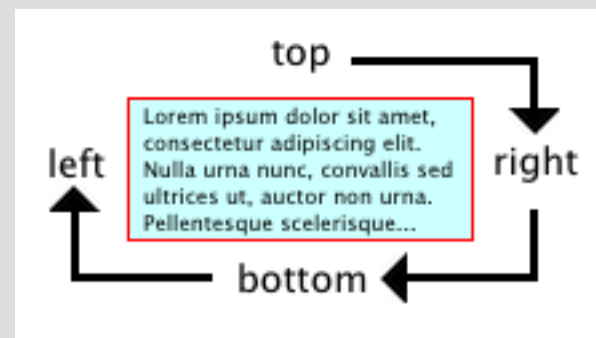 top
Lorem ipsum dolor sit amet,
consectetur adipiscing elit.
Nulla urna nunc, convallis sed
ultrices ut, auctor non urna.
Pellentesque scelerisque...
left
right
bottom